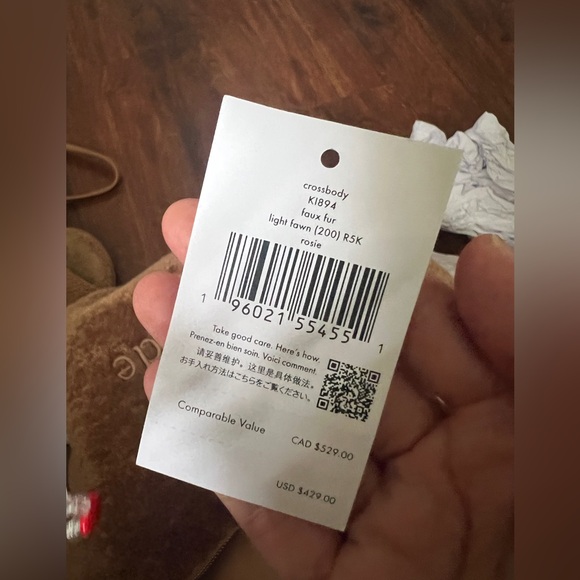 crossbody
K1894
faux fur
light fawn (200) R5K
rosie
1 96021 55455 1
Take good care. Here's how.
Prenez-en bien soin. Voici comment.
请妥善维护。这里是具体做法。
お手入れ方法はこちらをご覧ください。
Comparable Value
CAD $529.00
USD $429.00